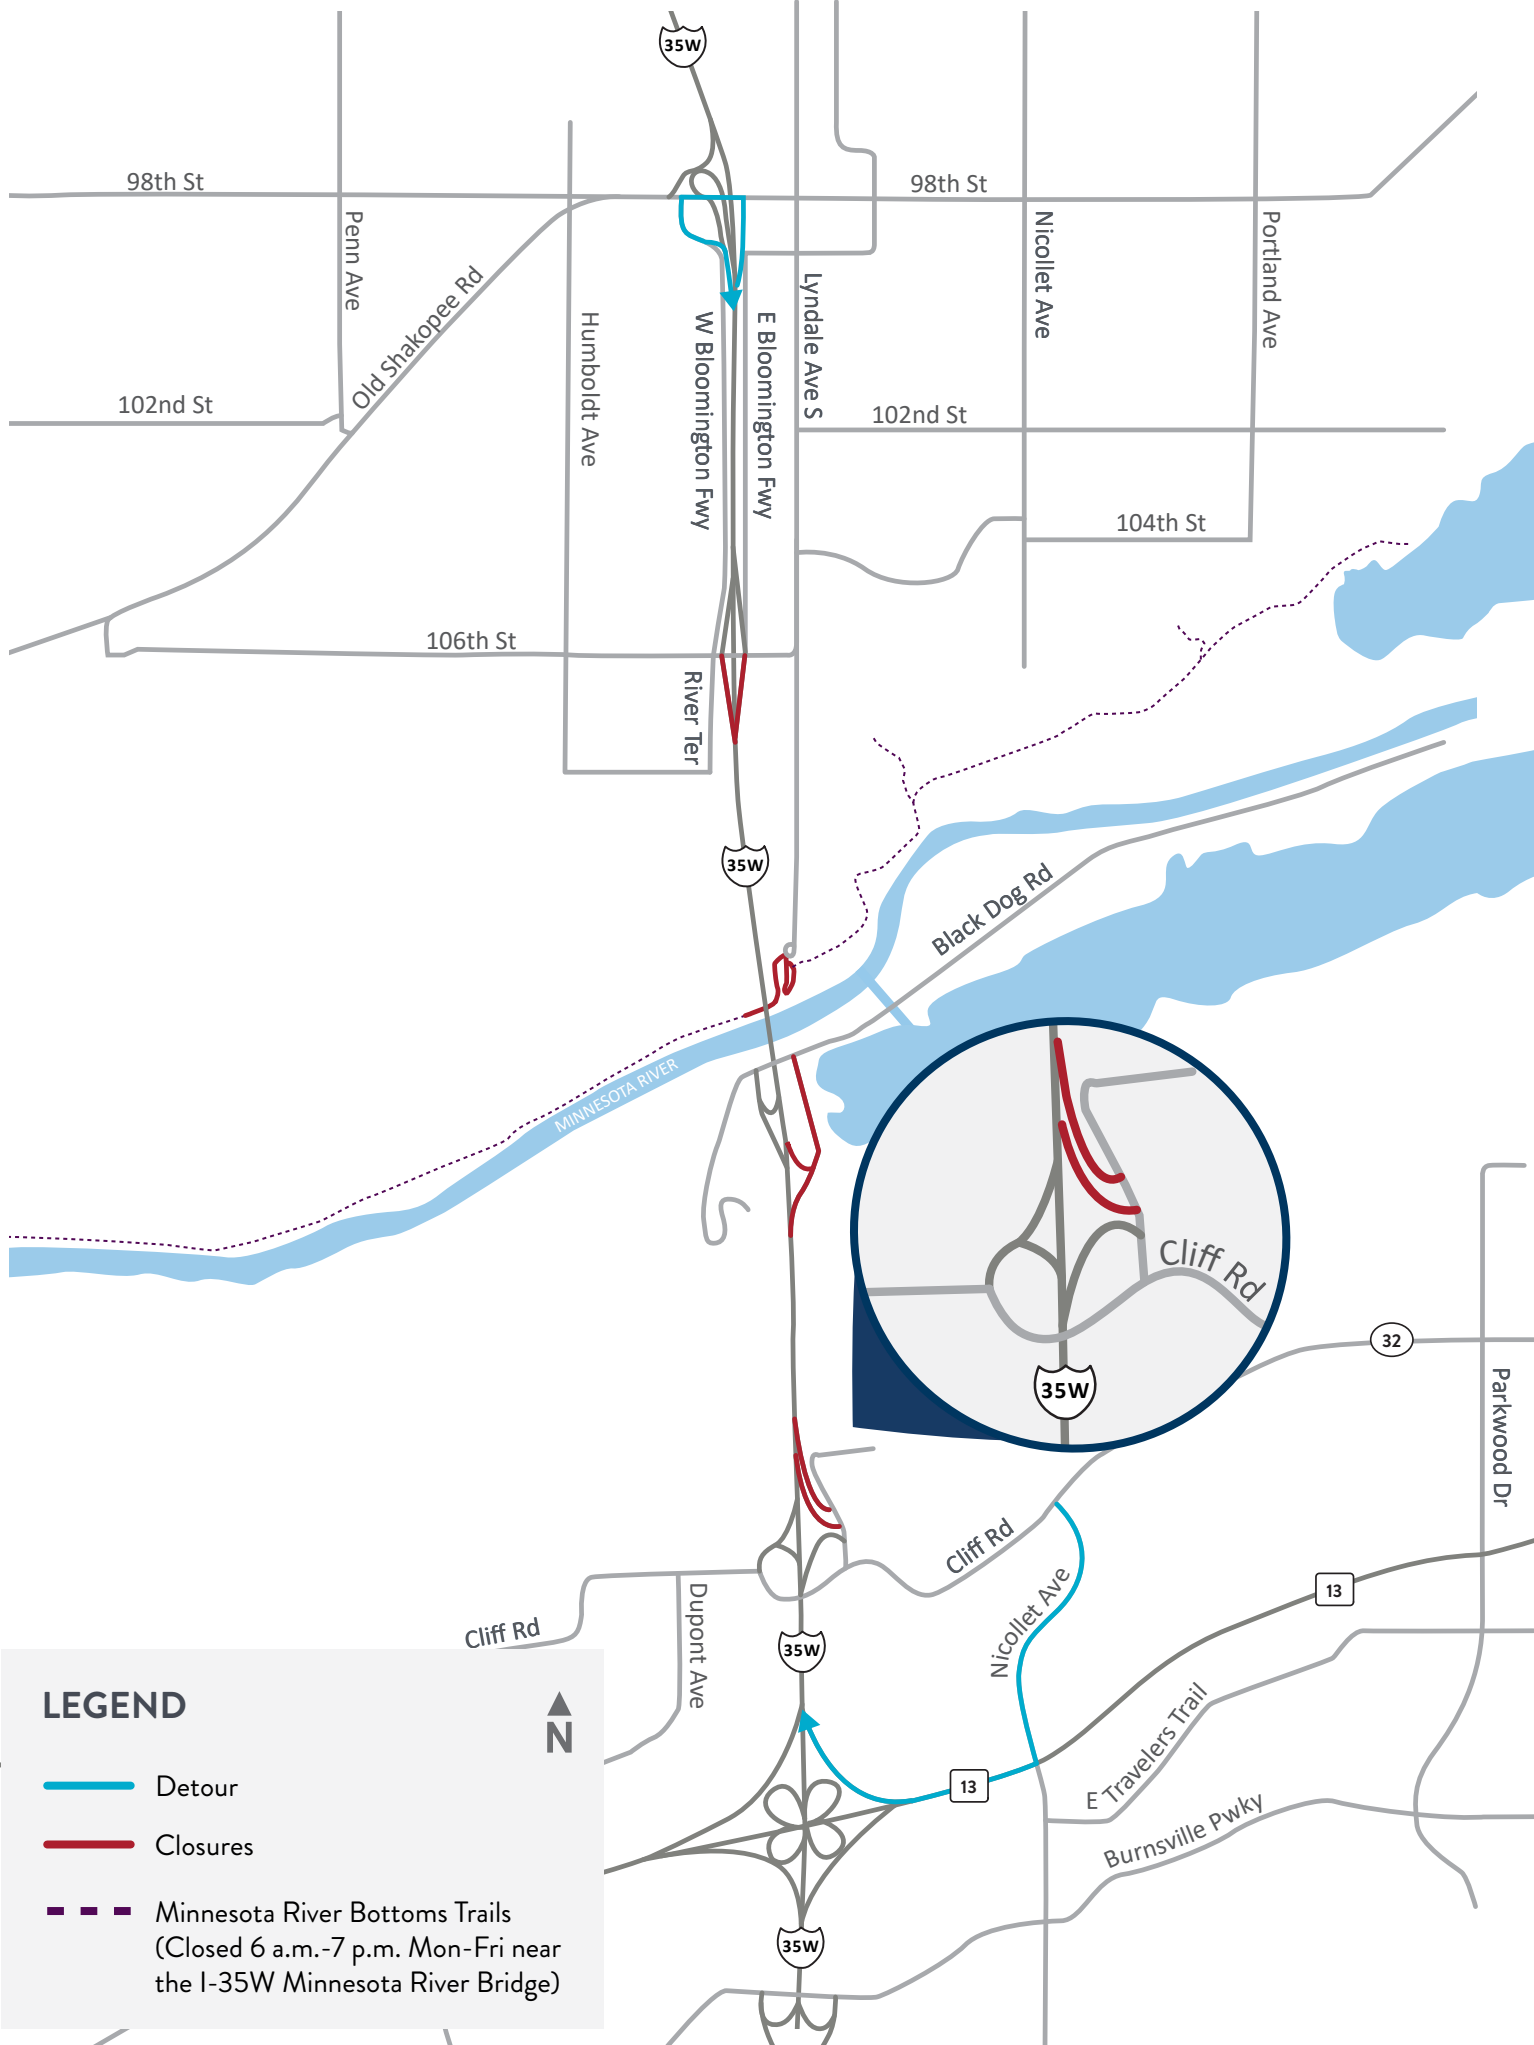 35W
98th St
98th St
Penn Ave
Old Shakopee Rd
Humboldt Ave
W Bloomington Fwy
E Bloomington Fwy
Lyndale Ave S
Nicollet Ave
Portland Ave
102nd St
102nd St
104th St
106th St
River Ter
35W
Black Dog Rd
MINNESOTA RIVER
Cliff Rd
35W
32
Parkwood Dr
Cliff Rd
13
Nicollet Ave
Dupont Ave
Cliff Rd
35W
E Travelers Trail
13
Burnsville Pwky
35W
LEGEND
N
Detour
Closures
Minnesota River Bottoms Trails
(Closed 6 a.m.-7 p.m. Mon-Fri near
the I-35W Minnesota River Bridge)